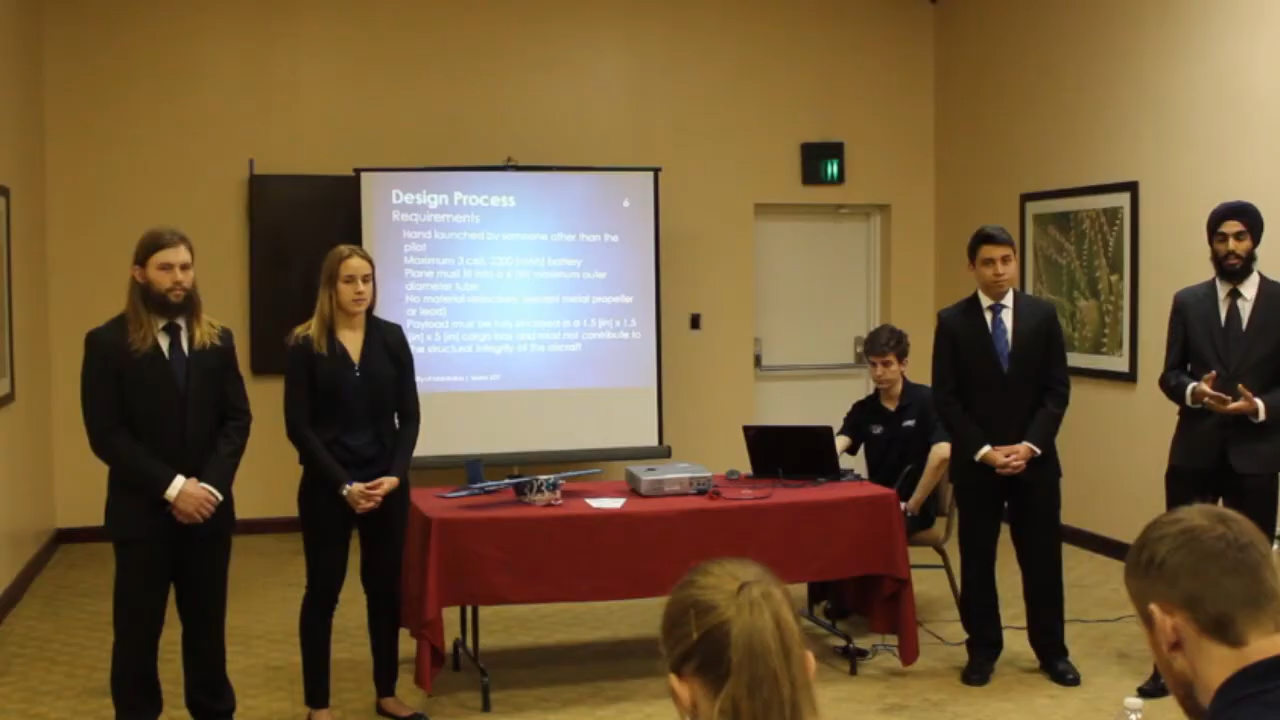 Design Process
6
Requirements
Hand launched by someone other than the
pilot
Maximum 3 cell, 2200 [mAh] battery
Plane must fit into a 6 [in] maximum outer
diameter tube
No material restrictions (except metal propeller
or lead)
Payload must be fully enclosed in a 1.5 [in] x 1.5
[in] x 5 [in] cargo bay and must not contribute to
the structural integrity of the aircraft
223